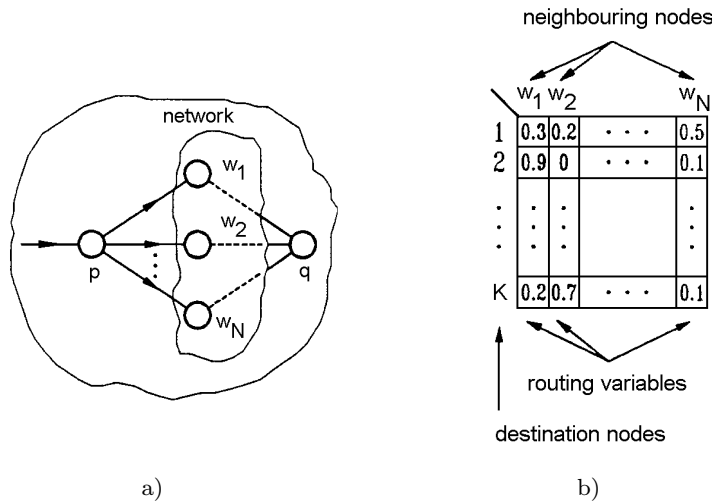 network
w1
w2
wN
p
q
a)
neighbouring nodes
w1 w2 wN
1 0.3 0.2 · · · 0.5
2 0.9 0 0.1
K 0.2 0.7 · · · 0.1
routing variables
destination nodes
b)